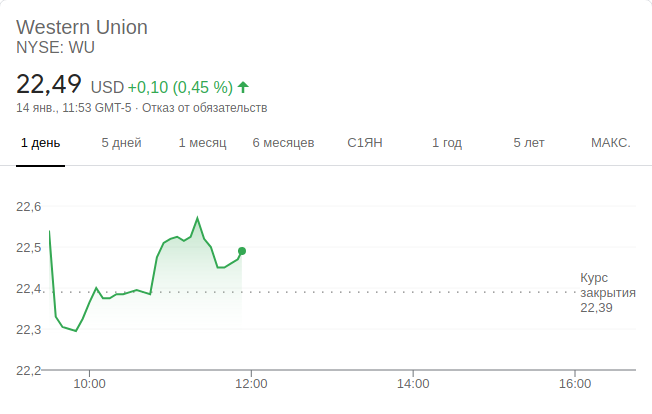 Western Union
NYSE: WU
22,49 USD +0,10 (0,45 %)
14 янв., 11:53 GMT-5 · Отказ от обязательств
1 день 5 дней 1 месяц 6 месяцев С1ЯН 1 год 5 лет МАКС.
22,6
22,5
22,4
22,3
22,2
Курс
закрытия
22,39
10:00 12:00 14:00 16:00